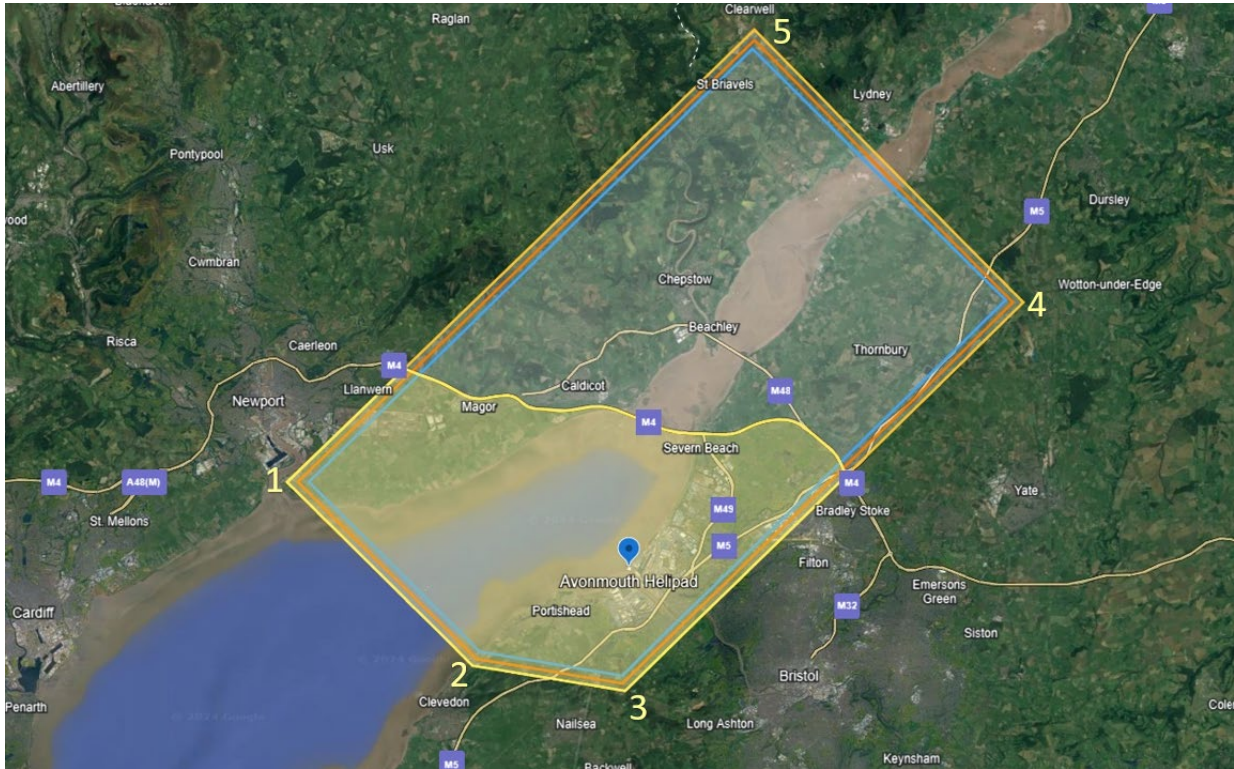 Clearwell
Raglan
5
Abertillery
St Briavels
Lydney
Usk
Pontypool
Dursley
M5
Cwmbran
Chepstow
Wotton-under-Edge
4
Beachley
Risca
Caerleon
Thornbury
M4
Llanwern
Caldicot
M48
Newport
Magor
M4
Severn Beach
1
M4
A48(M)
M4
Yate
St. Mellons
M49
Bradley Stoke
M5
Filton
Avonmouth Helipad
Emersons
Green
Cardiff
Portishead
M32
Siston
2
Bristol
Penarth
Clevedon
3
Nailsea
Long Ashton
M5
Backwell
Keynsham